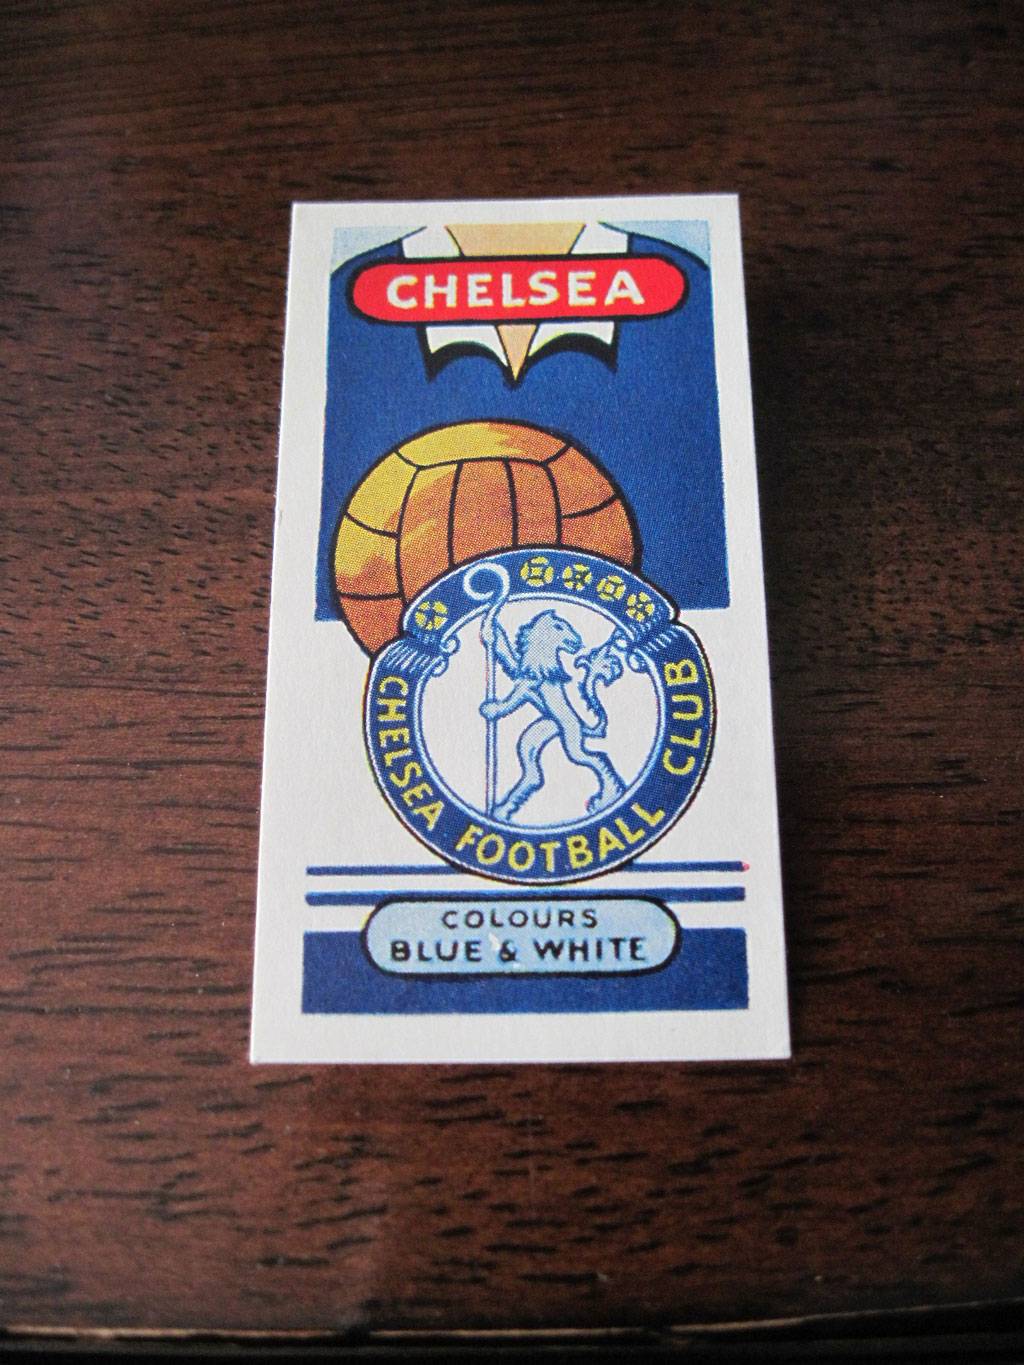 CHELSEA
CHELSEA FOOTBALL CLUB
COLOURS
BLUE & WHITE